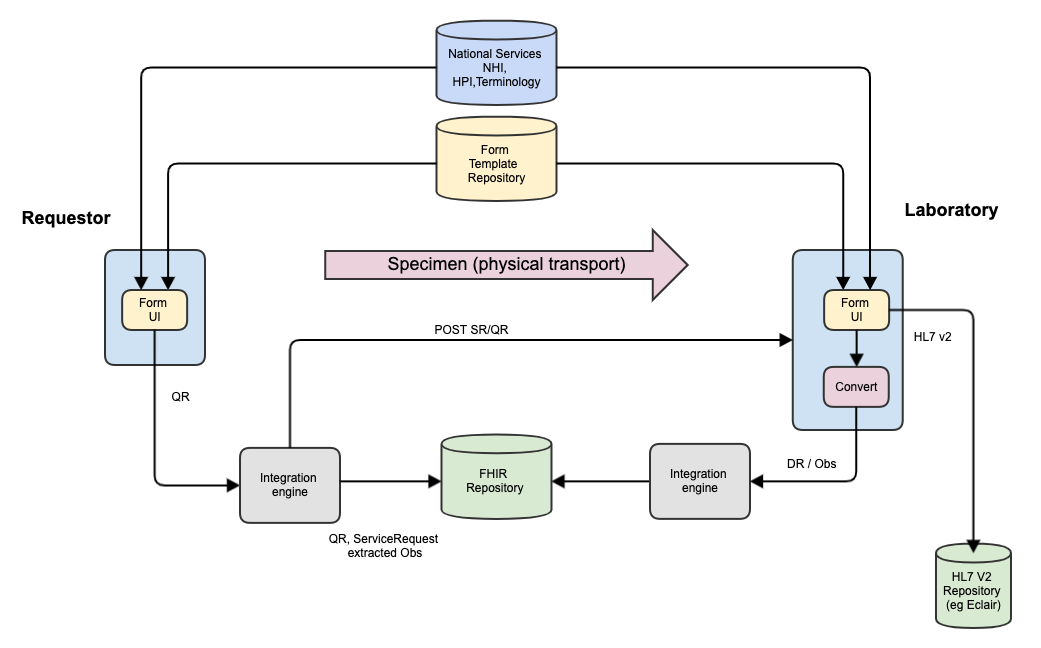 National Services
NHI,
HPI,Terminology
Form
Template
Repository
Requestor
Laboratory
Specimen (physical transport)
Form
UI
Form
UI
POST SR/QR
HL7 v2
Convert
QR
Integration
engine
FHIR
Repository
Integration
engine
DR / Obs
QR, ServiceRequest
extracted Obs
HL7 V2
Repository
(eg Eclair)